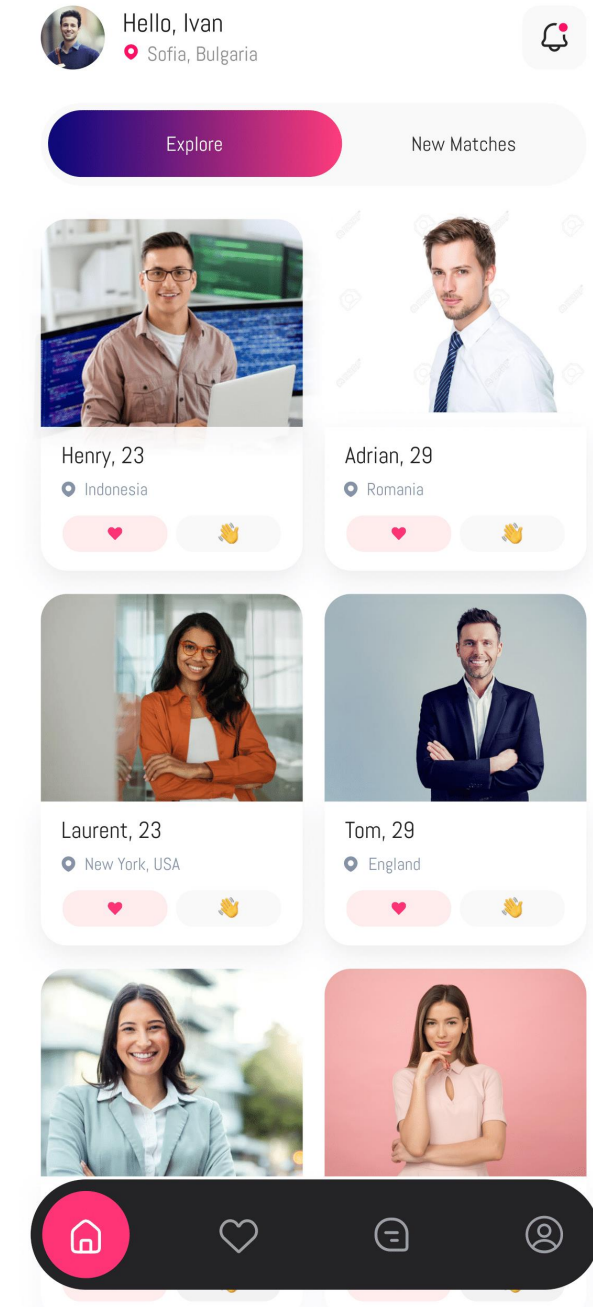 Hello, Ivan
Sofia, Bulgaria
Explore
New Matches
Henry, 23
Indonesia
Adrian, 29
Romania
Laurent, 23
New York, USA
Tom, 29
England